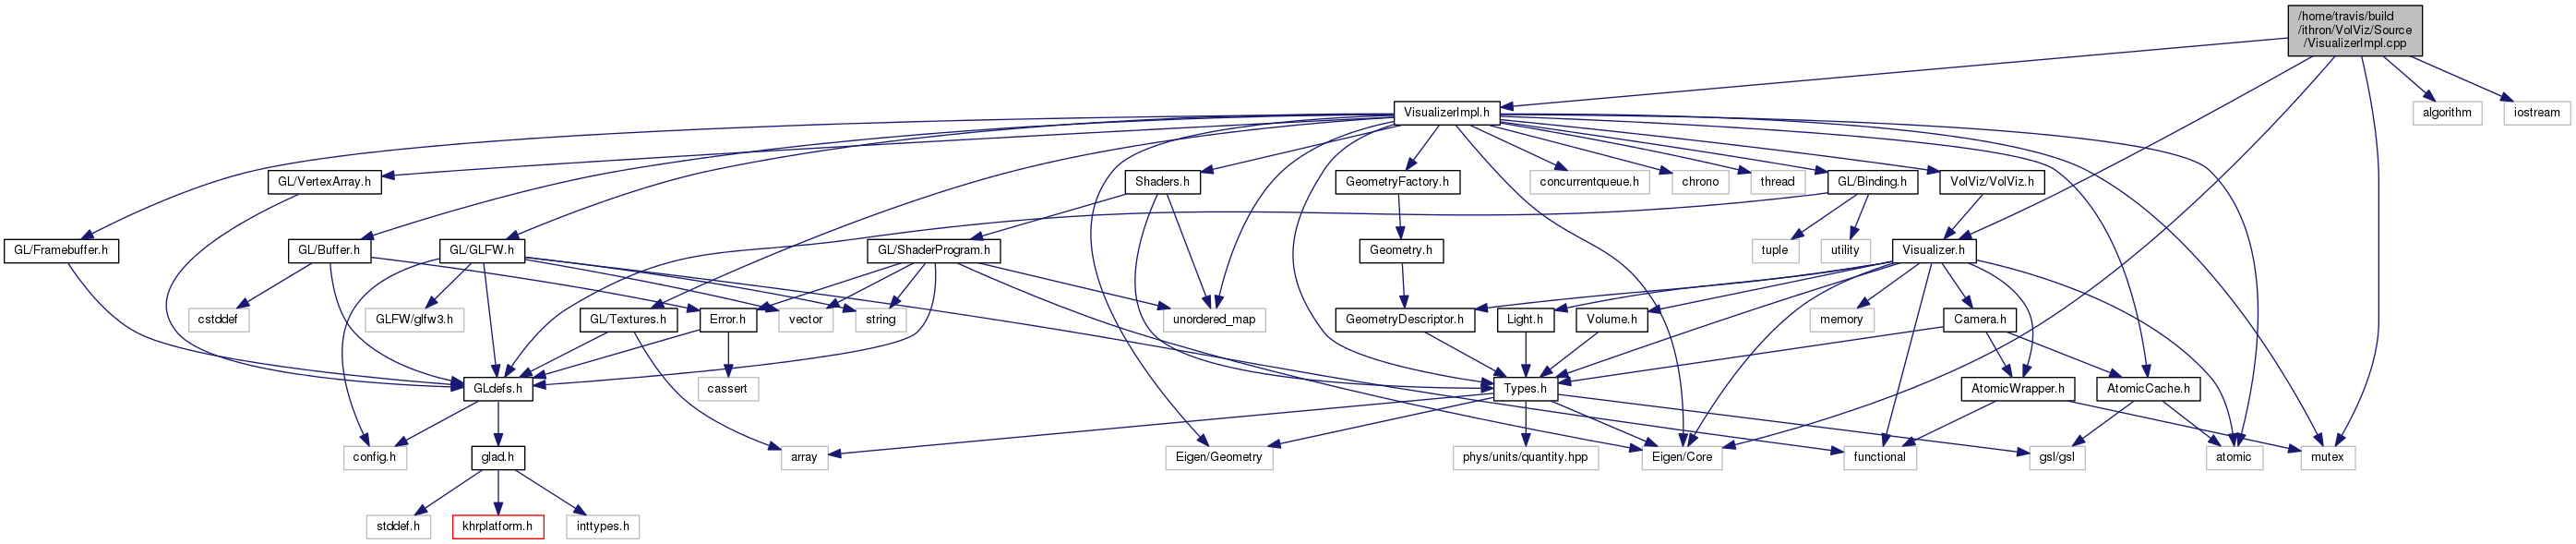 /home/travis/build
/ithron/VolViz/Source
/VisualizerImpl.cpp
VisualizerImpl.h
algorithm
iostream
GL/VertexArray.h
Shaders.h
GeometryFactory.h
concurrentqueue.h
chrono
thread
GL/Binding.h
VolViz/VolViz.h
GL/Framebuffer.h
GL/Buffer.h
GL/GLFW.h
GL/ShaderProgram.h
Geometry.h
tuple
utility
Visualizer.h
cstddef
GLFW/glfw3.h
GL/Textures.h
Error.h
vector
string
unordered_map
GeometryDescriptor.h
Light.h
Volume.h
memory
Camera.h
GLdefs.h
cassert
Types.h
AtomicWrapper.h
AtomicCache.h
config.h
glad.h
array
Eigen/Geometry
phys/units/quantity.hpp
Eigen/Core
functional
gsl/gsl
atomic
mutex
stddef.h
khrplatform.h
inttypes.h